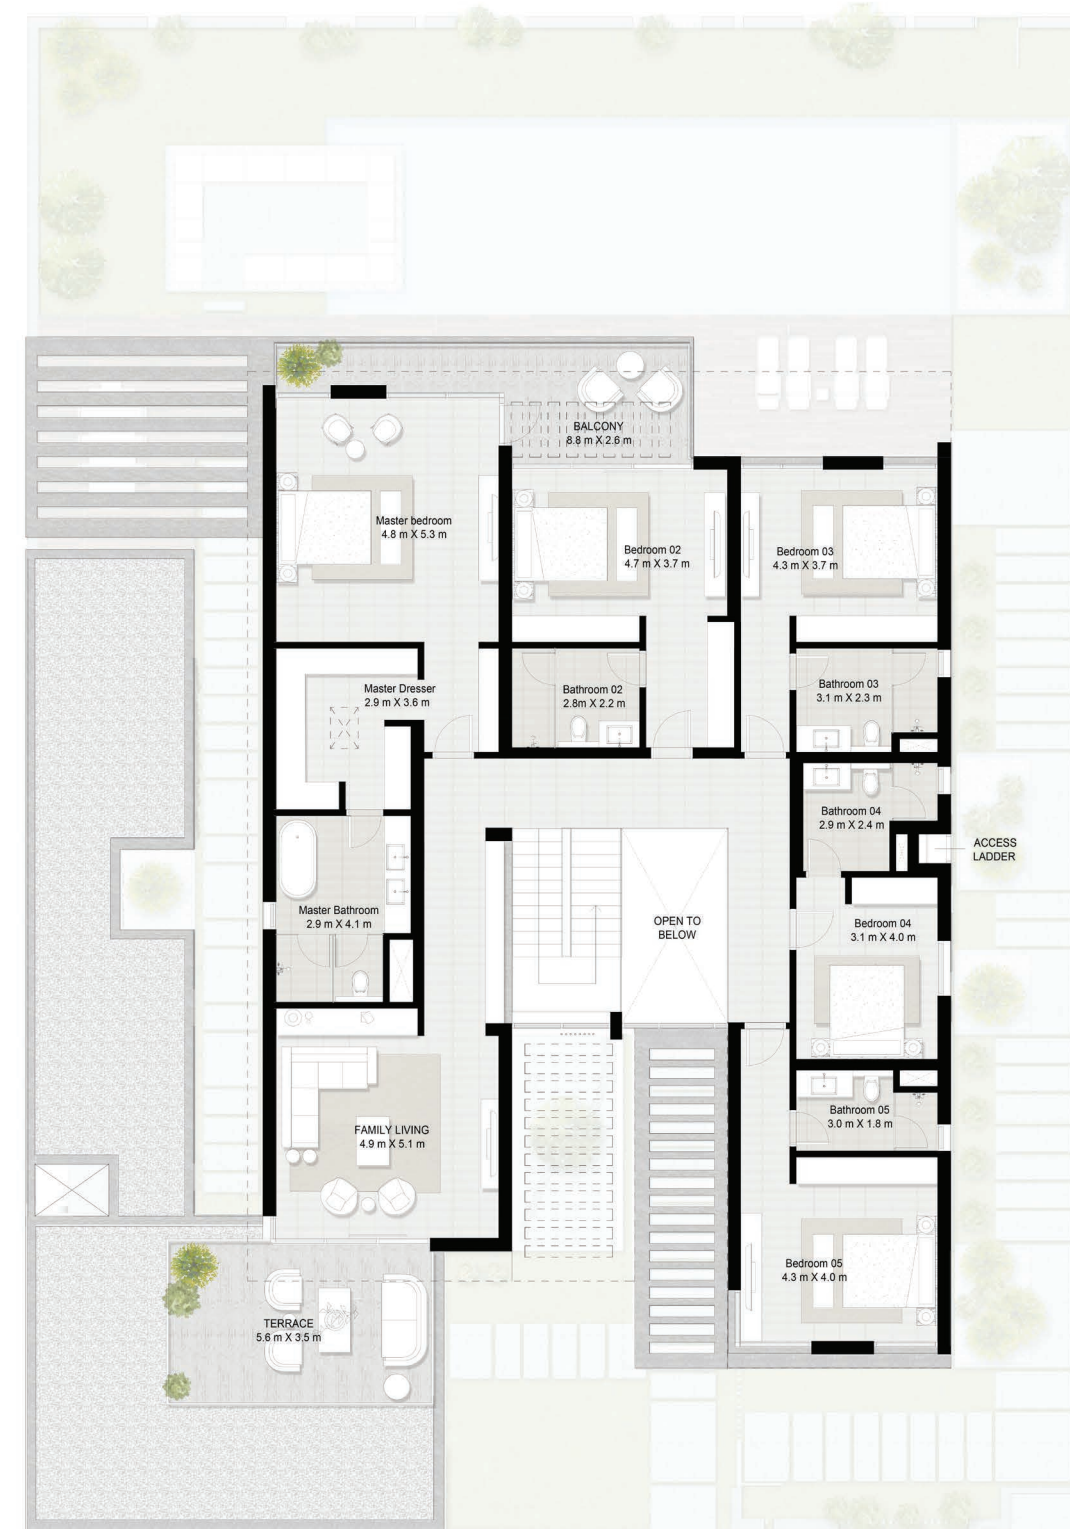 BALCONY
8.8 m X 2.6 m
Master bedroom
4.8 m X 5.3 m
Bedroom 02
4.7 m X 3.7 m
Bedroom 03
4.3 m X 3.7 m
Master Dresser
2.9 m X 3.6 m
Bathroom 02
2.8m X 2.2 m
Bathroom 03
3.1 m X 2.3 m
Bathroom 04
2.9 m X 2.4 m
ACCESS
LADDER
Master Bathroom
2.9 m X 4.1 m
OPEN TO
BELOW
Bedroom 04
3.1 m X 4.0 m
FAMILY LIVING
4.9 m X 5.1 m
Bathroom 05
3.0 m X 1.8 m
Bedroom 05
4.3 m X 4.0 m
TERRACE
5.6 m X 3.5 m